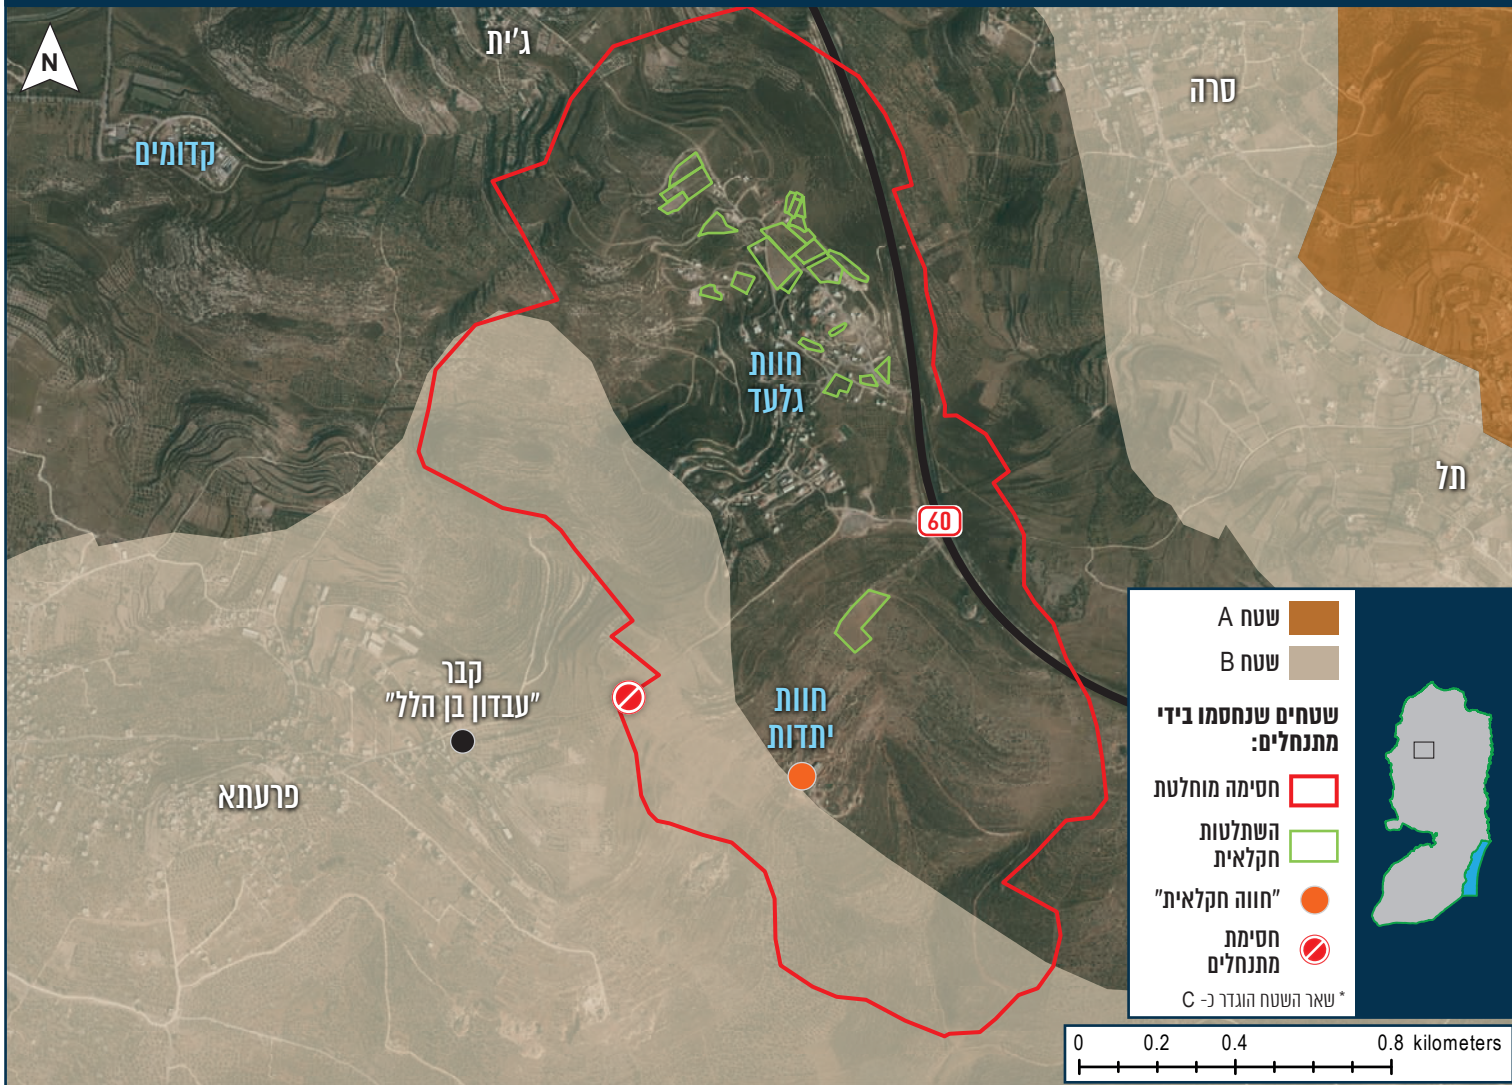 N
ג'ית
סרה
קדומים
חוות
גלעד
תל
60
קבר
"עבדון בן הלל"
חוות
יתדות
פרעתא
שטח A
שטח B
שטחים שנחסמו בידי
מתנחלים:
חסימה מוחלטת
השתלטות
חקלאית
"חווה חקלאית"
חסימת
מתנחלים
* שאר השטח הוגדר כ- C
0 0.2 0.4 0.8 kilometers